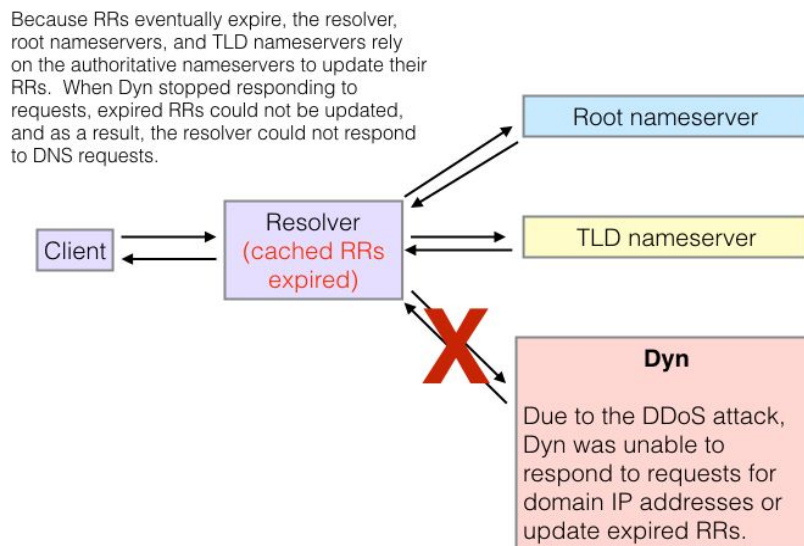 Because RRs eventually expire, the resolver,
root nameservers, and TLD nameservers rely
on the authoritative nameservers to update their
RRs.  When Dyn stopped responding to
requests, expired RRs could not be updated,
and as a result, the resolver could not respond
to DNS requests.
Root nameserver
Client
Resolver
(cached RRs
expired)
TLD nameserver
X
Dyn
Due to the DDoS attack,
Dyn was unable to
respond to requests for
domain IP addresses or
update expired RRs.